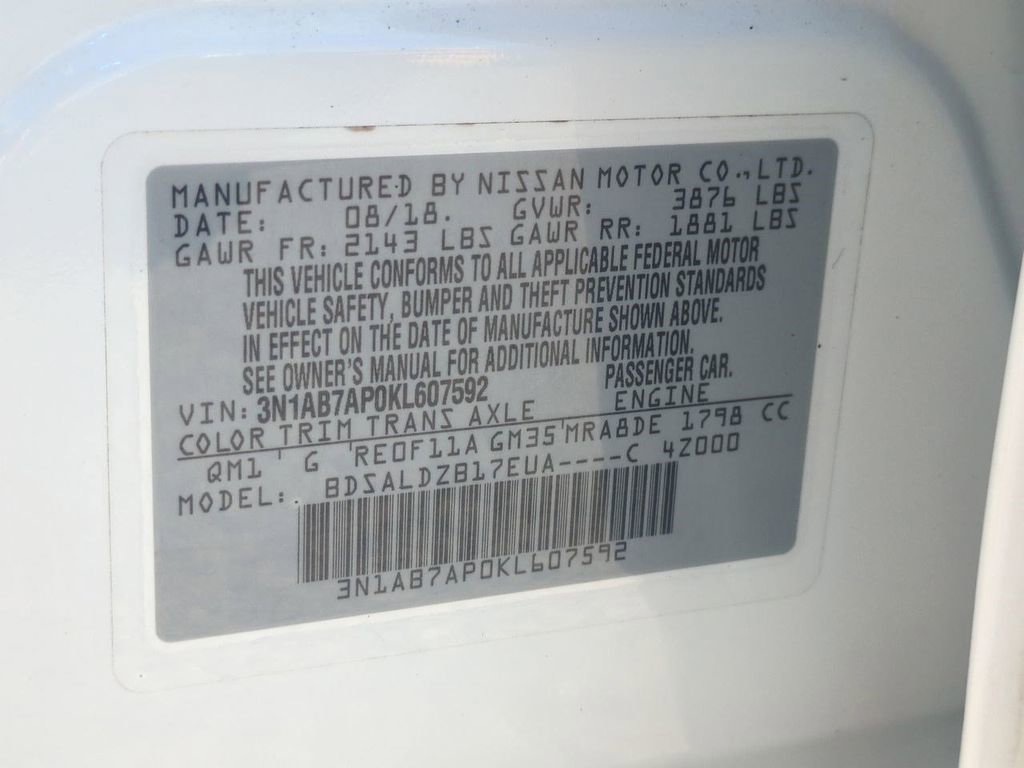 MANUFACTURED BY NISSAN MOTOR CO., LTD.
DATE: 08/18. GVWR: 3876 LBS
GAWR FR: 2143 LBS GAWR RR: 1881 LBS
THIS VEHICLE CONFORMS TO ALL APPLICABLE FEDERAL MOTOR
VEHICLE SAFETY, BUMPER AND THEFT PREVENTION STANDARDS
IN EFFECT ON THE DATE OF MANUFACTURE SHOWN ABOVE.
SEE OWNER'S MANUAL FOR ADDITIONAL INFORMATION.
VIN: 3N1AB7AP0KL607592 PASSENGER CAR.
COLOR TRIM TRANS AXLE ENGINE
QM1 G RE0F11A GM35 MRA8DE 1798 CC
MODEL: BDSALDZB17EUA----C 42000
3N1AB7AP0KL607592